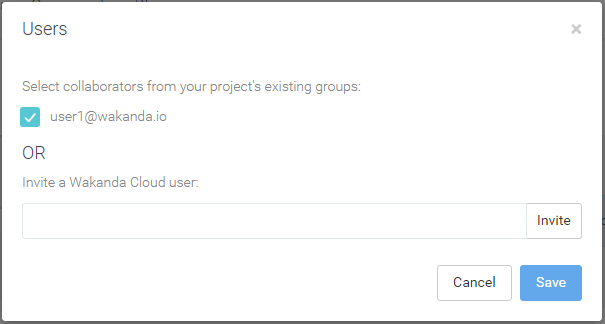 Users
×
Select collaborators from your project's existing groups:
user1@wakanda.io
OR
Invite a Wakanda Cloud user:
Invite
Cancel
Save